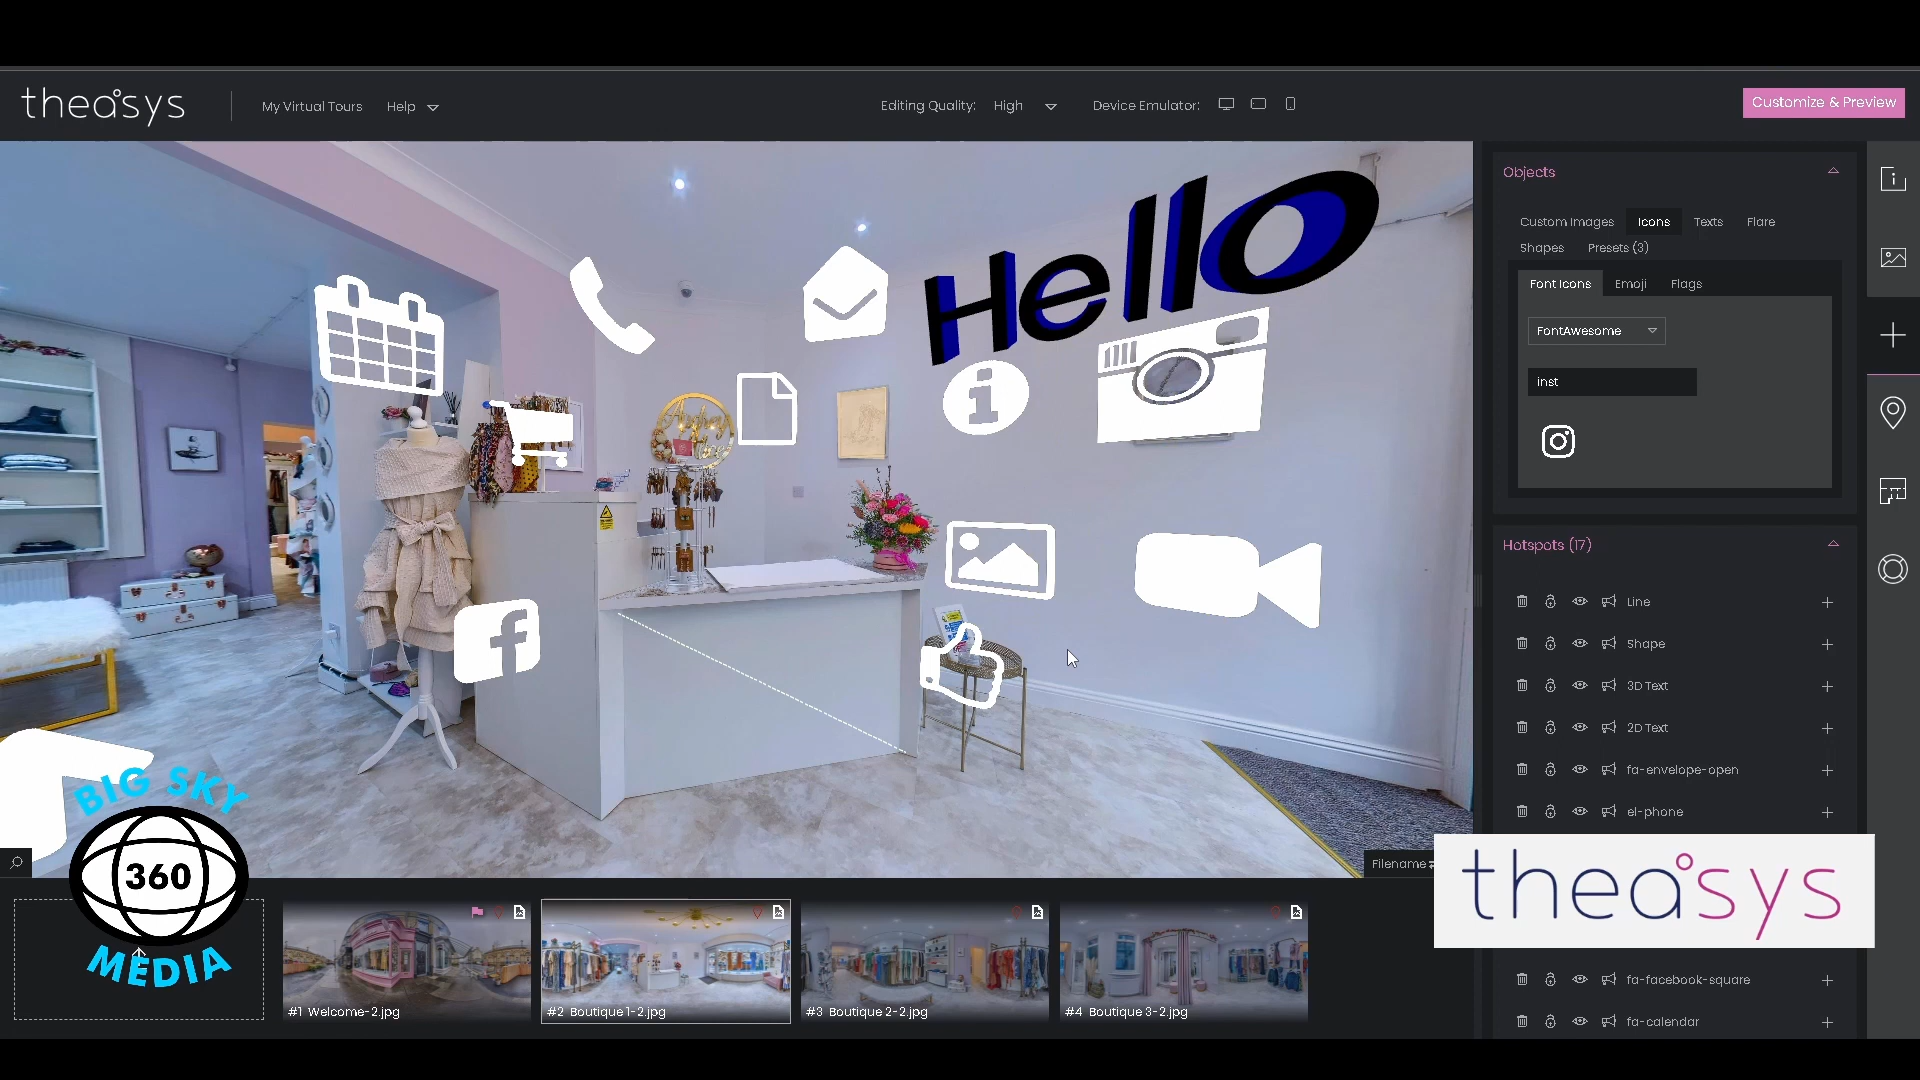 theasys
My Virtual Tours
Help
Editing Quality:
High
Device Emulator:
Customize & Preview
Objects
Custom Images
Icons
Texts
Flare
Shapes
Presets (3)
Font Icons
Emoji
Flags
FontAwesome
inst
Hello
Hotspots (17)
Line
Shape
3D Text
2D Text
fa-envelope-open
el-phone
fa-facebook-square
fa-calendar
Filename
theasys
BIG SKY
360
MEDIA
#1 Welcome-2.jpg
#2 Boutique 1-2.jpg
#3 Boutique 2-2.jpg
#4 Boutique 3-2.jpg